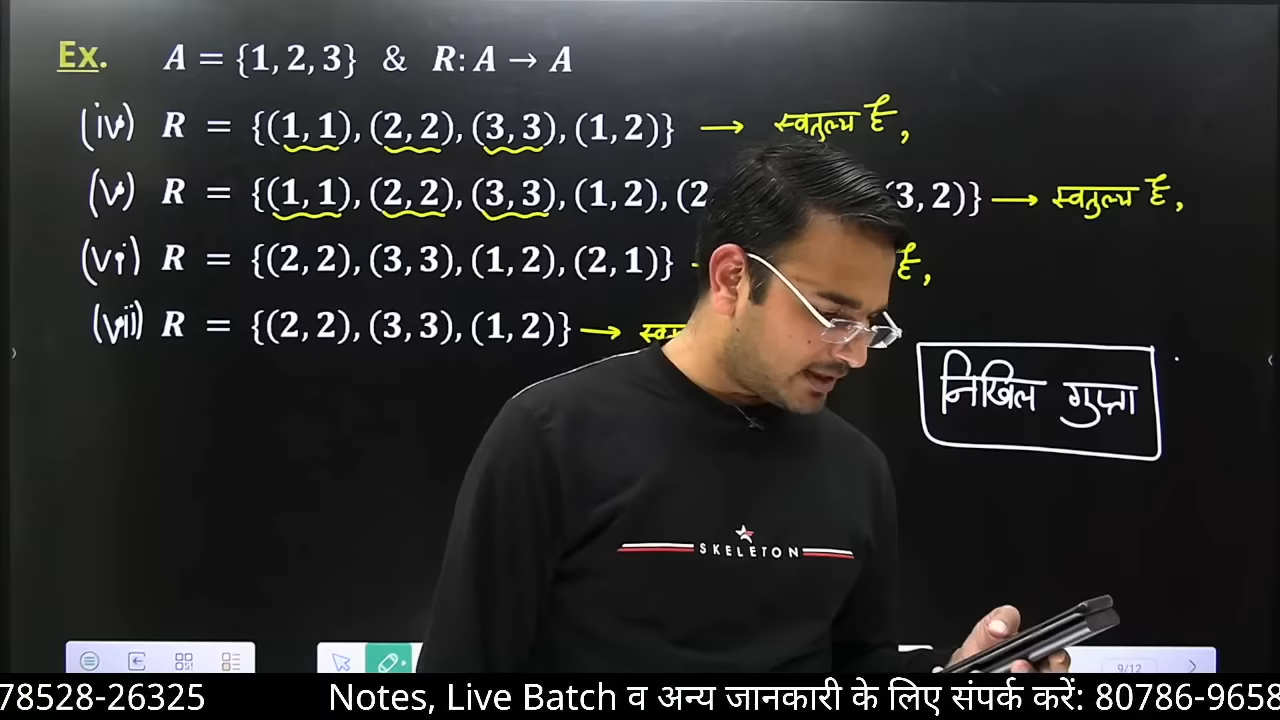 Ex. A = {1, 2, 3} & R: A → A
(iv) R = {(1, 1), (2, 2), (3, 3), (1, 2)} → स्वतुल्य है,
(v) R = {(1, 1), (2, 2), (3, 3), (1, 2), (2 3, 2)} → स्वतुल्य है,
(vi) R = {(2, 2), (3, 3), (1, 2), (2, 1)} है,
(vii) R = {(2, 2), (3, 3), (1, 2)} →
निखिल गुप्ता
SKELETON
9/12
78528-26325 Notes, Live Batch व अन्य जानकारी के लिए संपर्क करें: 80786-9658